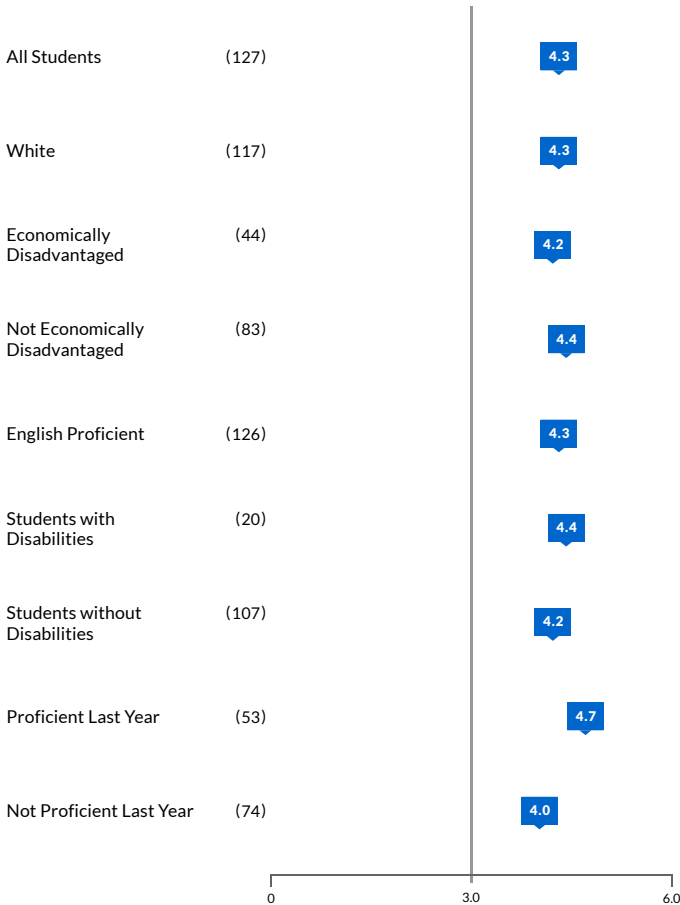 All Students (127) 4.3
White (117) 4.3
Economically (44) 4.2
Disadvantaged
Not Economically (83) 4.4
Disadvantaged
English Proficient (126) 4.3
Students with (20) 4.4
Disabilities
Students without (107) 4.2
Disabilities
Proficient Last Year (53) 4.7
Not Proficient Last Year (74) 4.0
0 3.0 6.0